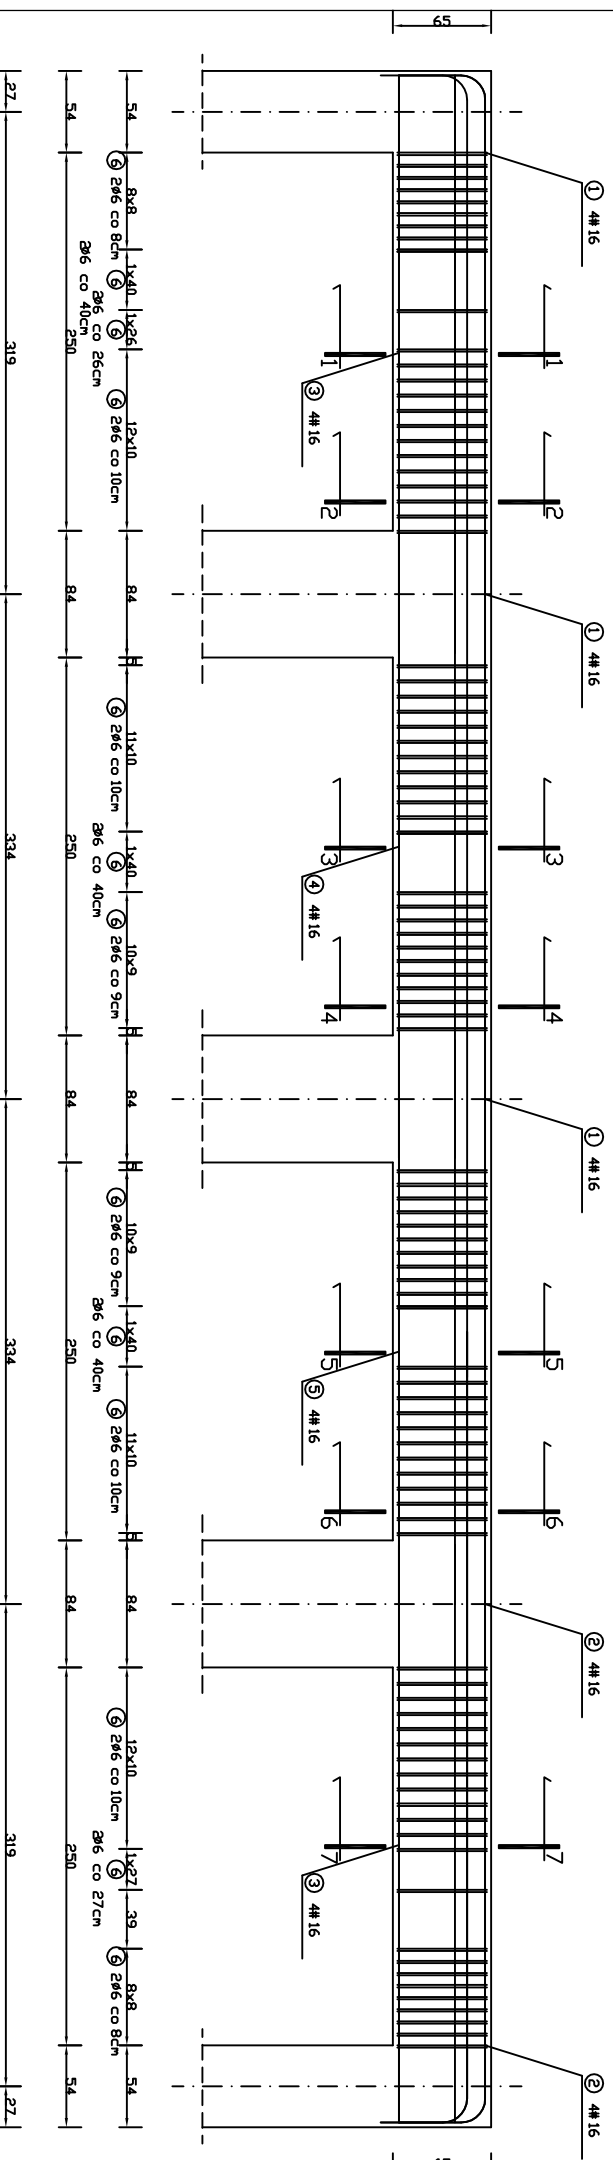 65
① 4#16
① 4#16
① 4#16
② 4#16
② 4#16
1 2 3 4 5 6 7
1 2 3 4 5 6 7
③ 4#16
④ 4#16
⑤ 4#16
③ 4#16
54 8x8 1x40 1x26 12x10 84 11x10 1x40 10x9 84 10x9 1x40 11x10 84 12x10 1x27 39 8x8 54
⑥ 2ø6 co 8cm
⑥
2ø6 co 40cm
⑥
2ø6 co 26cm
⑥ 2ø6 co 10cm
⑥ 2ø6 co 10cm
⑥
2ø6 co 40cm
⑥ 2ø6 co 9cm
⑥ 2ø6 co 9cm
⑥
2ø6 co 40cm
⑥ 2ø6 co 10cm
⑥ 2ø6 co 10cm
⑥
2ø6 co 27cm
⑥ 2ø6 co 8cm
54 250 84 250 84 250 84 250 54
27 319 334 334 319 27